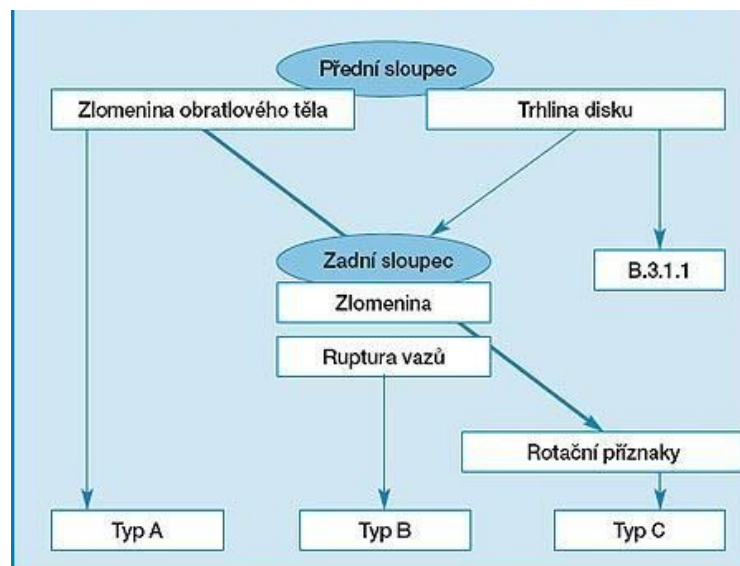 Přední sloupec
Zlomenina obratlového těla
Trhlina disku
Zadní sloupec
B.3.1.1
Zlomenina
Ruptura vazů
Rotační příznaky
Typ A
Typ B
Typ C